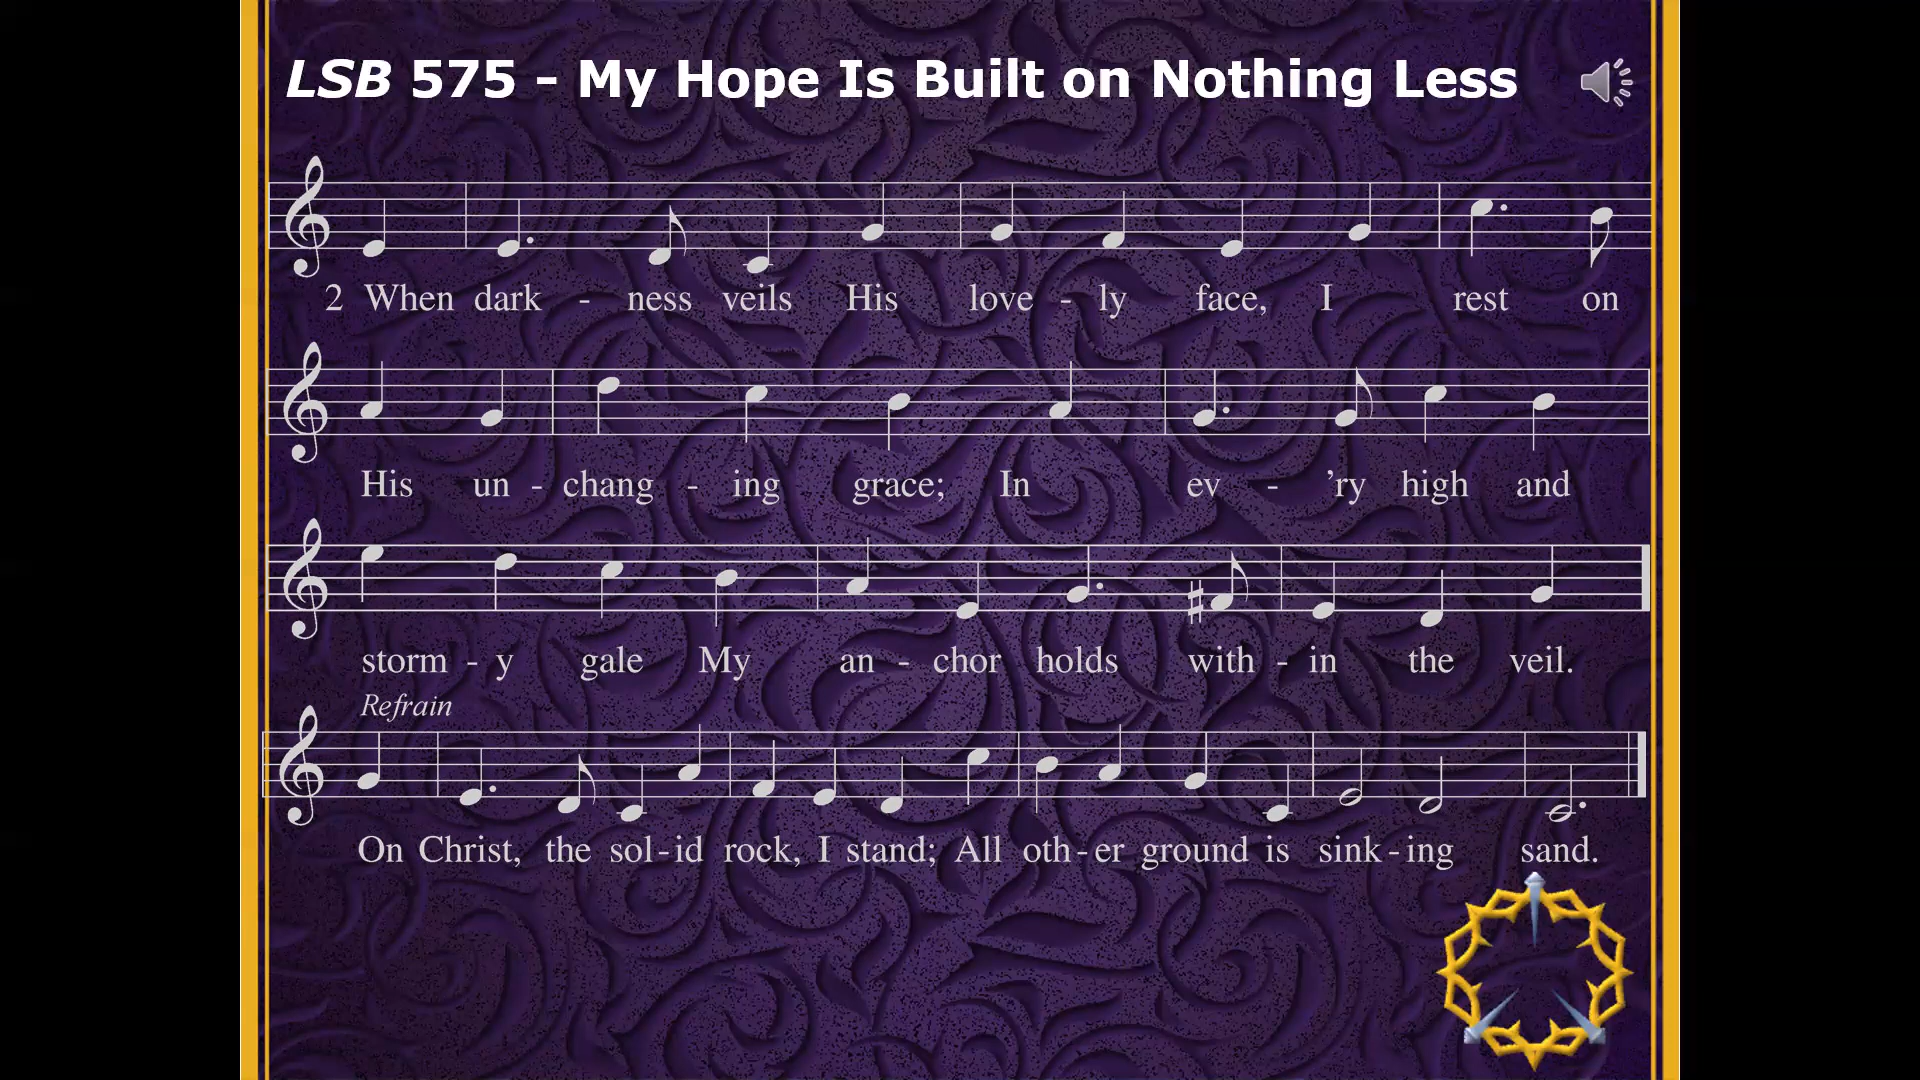 LSB 575 - My Hope Is Built on Nothing Less
2 When dark - ness veils His love - ly face, I rest on
His un - chang - ing grace; In ev - ’ry high and
storm - y gale My an - chor holds with - in the veil.
Refrain
On Christ, the sol - id rock, I stand; All oth - er ground is sink - ing sand.